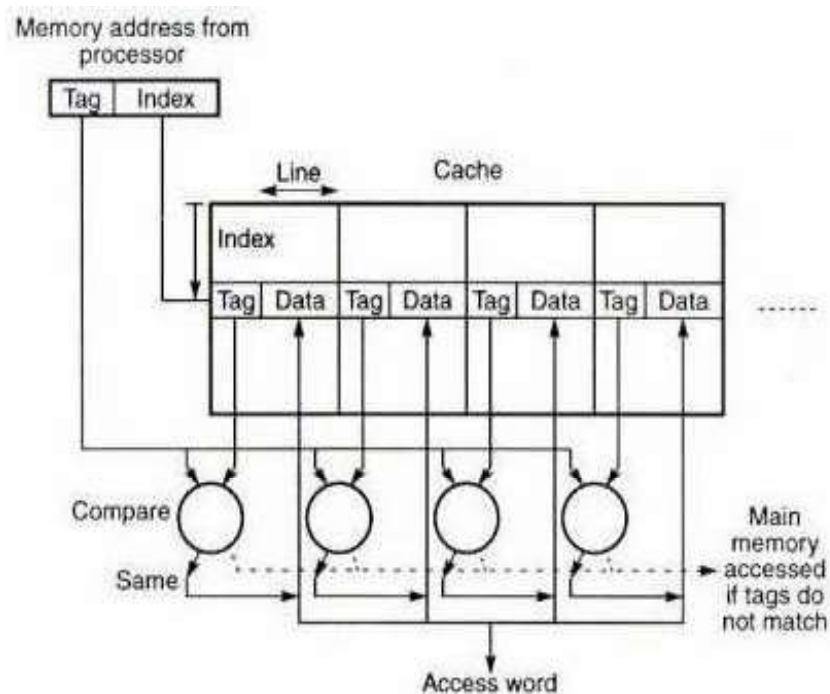 Memory address from
processor
Tag Index
Line Cache
Index
Tag Data Tag Data Tag Data Tag Data
Compare
Same
Main
memory
accessed
if tags do
not match
Access word